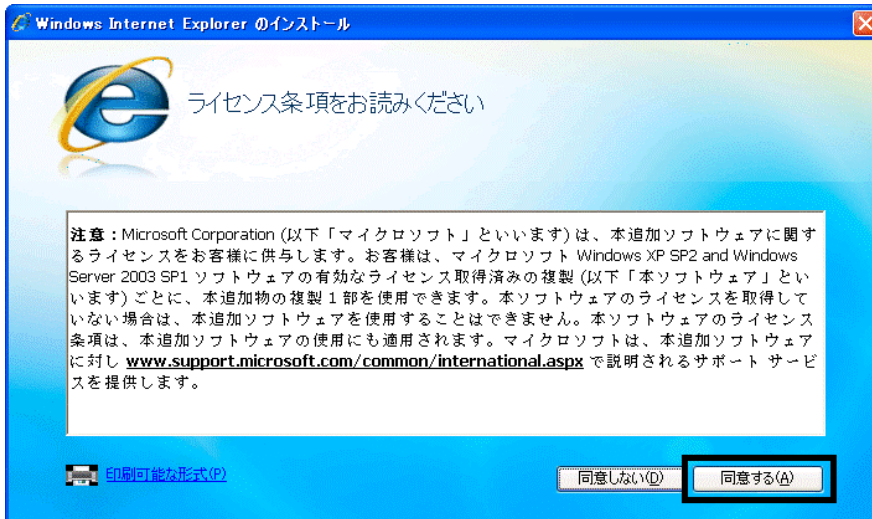 Windows Internet Explorer のインストール
ライセンス条項をお読みください
注意：Microsoft Corporation (以下「マイクロソフト」といいます) は、本追加ソフトウェアに関す
るライセンスをお客様に供与します。お客様は、マイクロソフト Windows XP SP2 and Windows
Server 2003 SP1 ソフトウェアの有効なライセンス取得済みの複製 (以下「本ソフトウェア」とい
います) ごとに、本追加物の複製 1 部を使用できます。本ソフトウェアのライセンスを取得して
いない場合は、本追加ソフトウェアを使用することはできません。本ソフトウェアのライセンス
条項は、本追加ソフトウェアの使用にも適用されます。マイクロソフトは、本追加ソフトウェア
に対し www.support.microsoft.com/common/international.aspx で説明されるサポート サービ
スを提供します。
印刷可能な形式(P)
同意しない(D)
同意する(A)